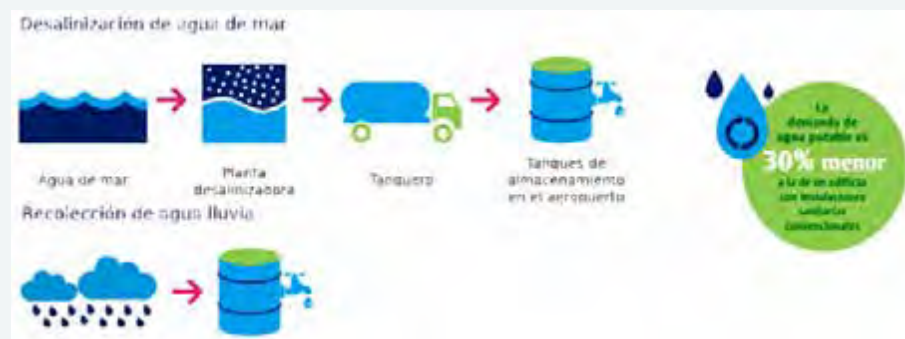 Desalinización de agua de mar
Agua de mar
Planta
desalinizadora
Tanquero
Tanques de
almacenamiento
en el aeropuerto
La
demanda de
agua potable es
30% menor
a la de un edificio
con instalaciones
sanitarias
convencionales
Recolección de agua lluvia